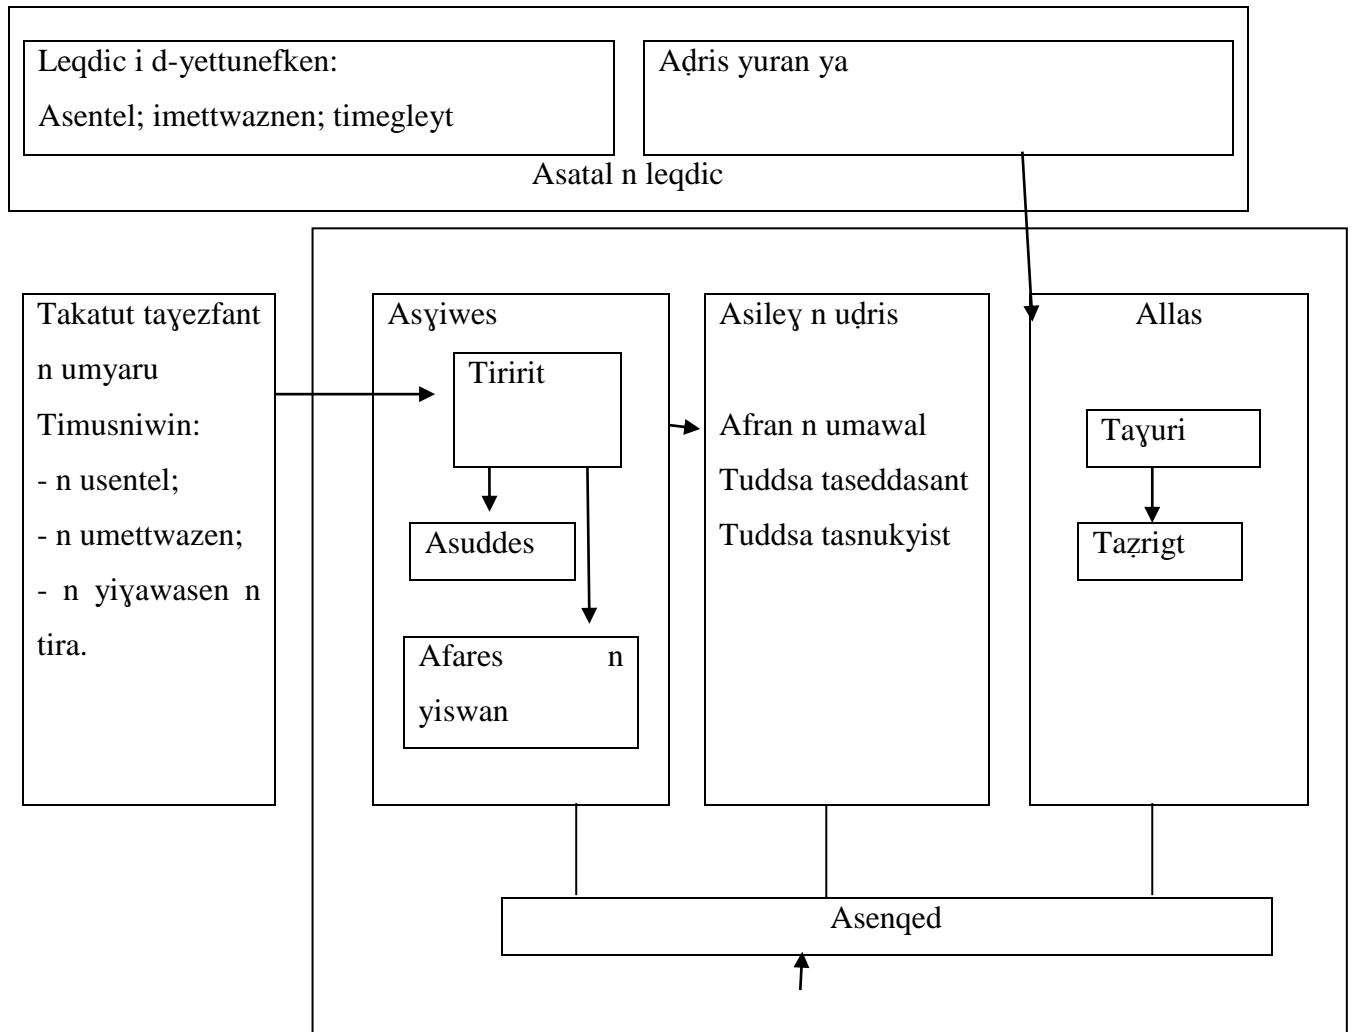 Leqdic i d-yettunefken:
Asentel; imettwaznen; timegleyt
Aḍris yuran ya
Asatal n leqdic
Takatut taɣezfant
n umyaru
Timusniwin:
- n usentel;
- n umettwazen;
- n yiɣawasen n
tira.
Asɣiwes
Tiririt
Asuddes
Afares n
yiswan
Asileɣ n uḍris
Afran n umawal
Tuddsa taseddasant
Tuddsa tasnukyist
Allas
Taɣuri
Taẓrigt
Asenqed